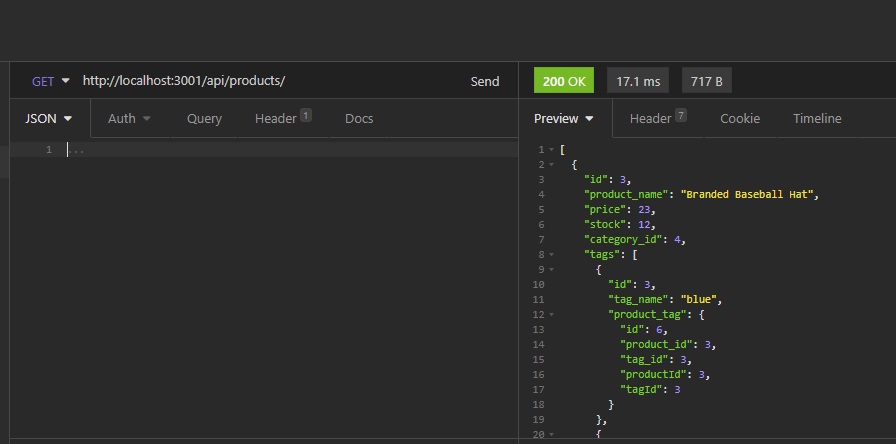 GET http://localhost:3001/api/products/ Send 200 OK 17.1 ms 717 B
JSON Auth Query Header 1 Docs Preview Header 7 Cookie Timeline
1 ...
1 [
2 {
3 "id": 3,
4 "product_name": "Branded Baseball Hat",
5 "price": 23,
6 "stock": 12,
7 "category_id": 4,
8 "tags": [
9 {
10 "id": 3,
11 "tag_name": "blue",
12 "product_tag": {
13 "id": 6,
14 "product_id": 3,
15 "tag_id": 3,
16 "productId": 3,
17 "tagId": 3
18 }
19 },
20 {